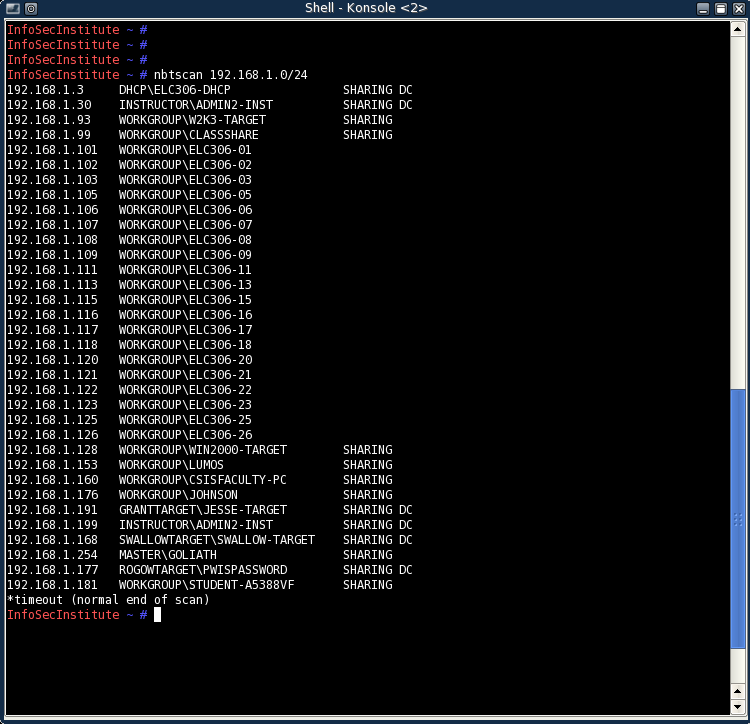 Shell - Konsole <2>
InfoSecInstitute ~ #
InfoSecInstitute ~ #
InfoSecInstitute ~ #
InfoSecInstitute ~ # nbtscan 192.168.1.0/24
192.168.1.3 DHCP\ELC306-DHCP SHARING DC
192.168.1.30 INSTRUCTOR\ADMIN2-INST SHARING DC
192.168.1.93 WORKGROUP\W2K3-TARGET SHARING
192.168.1.99 WORKGROUP\CLASSSHARE SHARING
192.168.1.101 WORKGROUP\ELC306-01
192.168.1.102 WORKGROUP\ELC306-02
192.168.1.103 WORKGROUP\ELC306-03
192.168.1.105 WORKGROUP\ELC306-05
192.168.1.106 WORKGROUP\ELC306-06
192.168.1.107 WORKGROUP\ELC306-07
192.168.1.108 WORKGROUP\ELC306-08
192.168.1.109 WORKGROUP\ELC306-09
192.168.1.111 WORKGROUP\ELC306-11
192.168.1.113 WORKGROUP\ELC306-13
192.168.1.115 WORKGROUP\ELC306-15
192.168.1.116 WORKGROUP\ELC306-16
192.168.1.117 WORKGROUP\ELC306-17
192.168.1.118 WORKGROUP\ELC306-18
192.168.1.120 WORKGROUP\ELC306-20
192.168.1.121 WORKGROUP\ELC306-21
192.168.1.122 WORKGROUP\ELC306-22
192.168.1.123 WORKGROUP\ELC306-23
192.168.1.125 WORKGROUP\ELC306-25
192.168.1.126 WORKGROUP\ELC306-26
192.168.1.128 WORKGROUP\WIN2000-TARGET SHARING
192.168.1.153 WORKGROUP\LUMOS SHARING
192.168.1.160 WORKGROUP\CSISFACULTY-PC SHARING
192.168.1.176 WORKGROUP\JOHNSON SHARING
192.168.1.191 GRANTTARGET\JESSE-TARGET SHARING DC
192.168.1.199 INSTRUCTOR\ADMIN2-INST SHARING DC
192.168.1.168 SWALLOWTARGET\SWALLOW-TARGET SHARING DC
192.168.1.254 MASTER\GOLIATH SHARING
192.168.1.177 ROGOWTARGET\PWISPASSWORD SHARING DC
192.168.1.181 WORKGROUP\STUDENT-A5388VF SHARING
*timeout (normal end of scan)
InfoSecInstitute ~ #